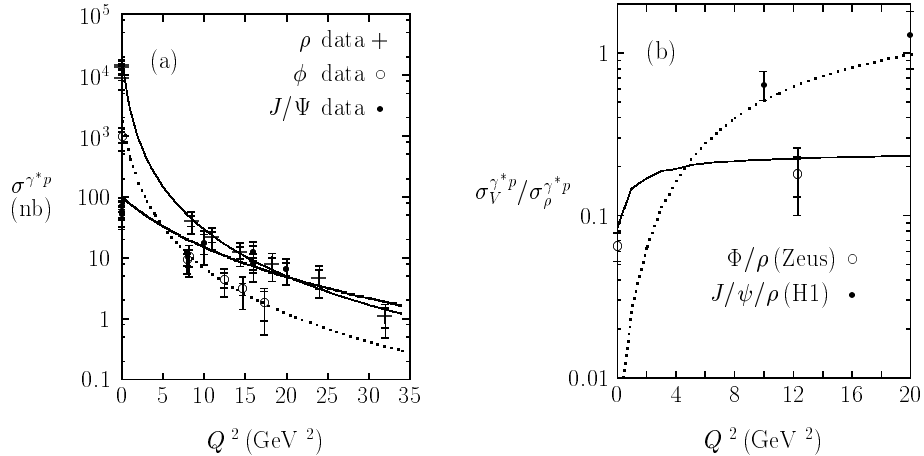 (a)
ρ data +
φ data ○
J/Ψ data •
10^5
10^4
10^3
100
10
1
0.1
σ^{γ*p}
(nb)
0 5 10 15 20 25 30 35
Q^2 (GeV^2)
(b)
1
0.1
0.01
σ_V^{γ*p}/σ_ρ^{γ*p}
Φ/ρ (Zeus) ○
J/ψ/ρ (H1) •
0 4 8 12 16 20
Q^2 (GeV^2)